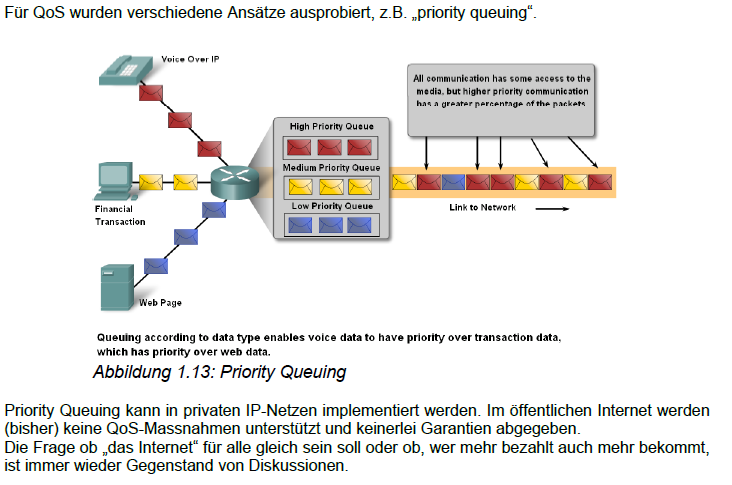 Für QoS wurden verschiedene Ansätze ausprobiert, z.B. „priority queuing“.
Voice Over IP
All communication has some access to the
media, but higher priority communication
has a greater percentage of the packets
High Priority Queue
Medium Priority Queue
Low Priority Queue
Financial
Transaction
Link to Network
Web Page
Queuing according to data type enables voice data to have priority over transaction data,
which has priority over web data.
Abbildung 1.13: Priority Queuing
Priority Queuing kann in privaten IP-Netzen implementiert werden. Im öffentlichen Internet werden
(bisher) keine QoS-Massnahmen unterstützt und keinerlei Garantien abgegeben.
Die Frage ob „das Internet“ für alle gleich sein soll oder ob, wer mehr bezahlt auch mehr bekommt,
ist immer wieder Gegenstand von Diskussionen.